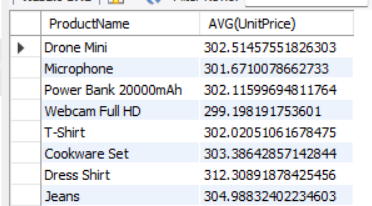 ProductName AVG(UnitPrice)
Drone Mini 302.51457551826303
Microphone 301.6710078662733
Power Bank 20000mAh 302.11599694811764
Webcam Full HD 299.198191753601
T-Shirt 302.02051061678475
Cookware Set 303.38642857142844
Dress Shirt 312.30891878425456
Jeans 304.98832402234603